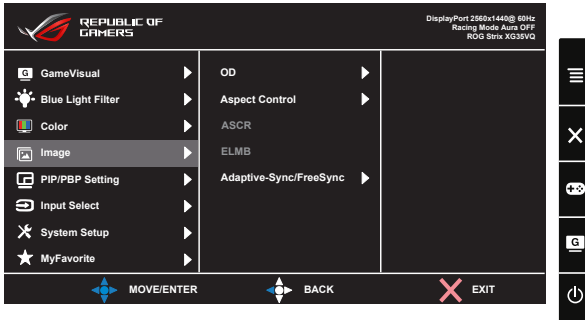 REPUBLIC OF
GAMERS
DisplayPort 2560x1440@ 60Hz
Racing Mode Aura OFF
ROG Strix XG35VQ
G GameVisual
Blue Light Filter
Color
Image
PIP/PBP Setting
Input Select
System Setup
MyFavorite
OD
Aspect Control
ASCR
ELMB
Adaptive-Sync/FreeSync
MOVE/ENTER
BACK
EXIT
G